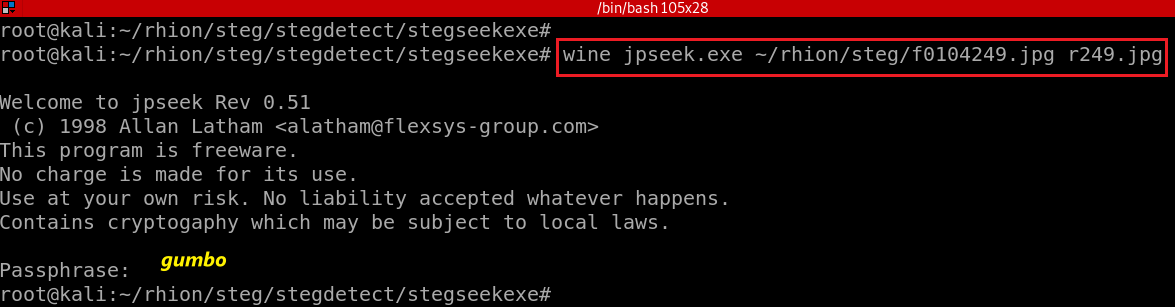 /bin/bash 105x28
root@kali:~/rhion/steg/stegdetect/stegseekexe#
root@kali:~/rhion/steg/stegdetect/stegseekexe# wine jpseek.exe ~/rhion/steg/f0104249.jpg r249.jpg
Welcome to jpseek Rev 0.51
(c) 1998 Allan Latham <alatham@flexsys-group.com>
This program is freeware.
No charge is made for its use.
Use at your own risk. No liability accepted whatever happens.
Contains cryptogaphy which may be subject to local laws.
Passphrase: gumbo
root@kali:~/rhion/steg/stegdetect/stegseekexe#